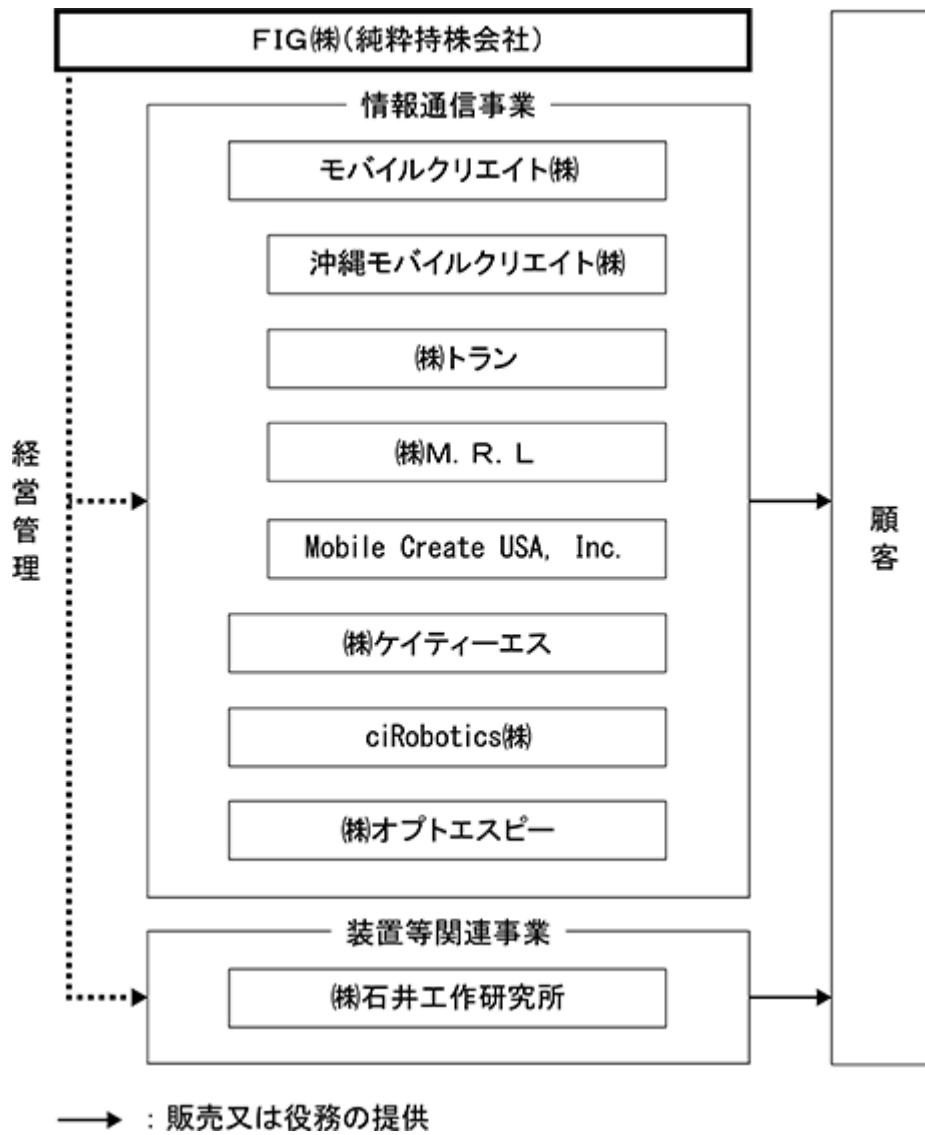 FIG㈱(純粋持株会社)
情報通信事業
モバイルクリエイト㈱
沖縄モバイルクリエイト㈱
㈱トラン
㈱M.R.L
Mobile Create USA, Inc.
㈱ケイティーエス
ciRobotics㈱
㈱オプトエスピー
装置等関連事業
㈱石井工作研究所
経営管理
顧客
：販売又は役務の提供